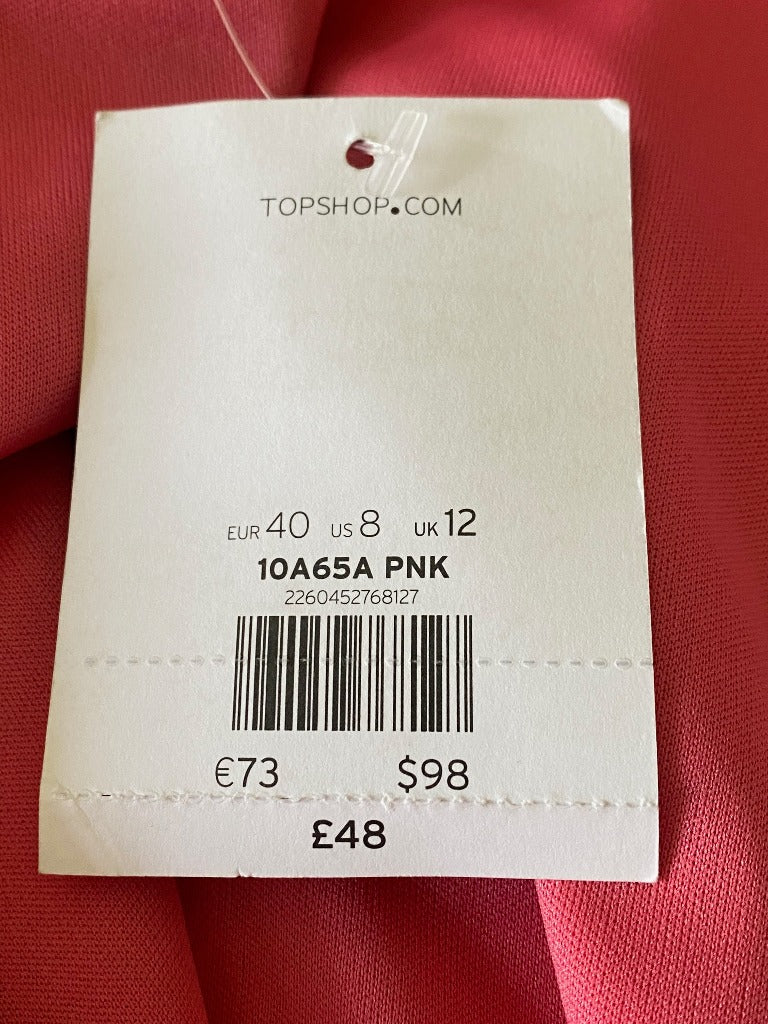 TOPSHOP.COM
EUR 40 US 8 UK 12
10A65A PNK
2260452768127
€73 $98
£48